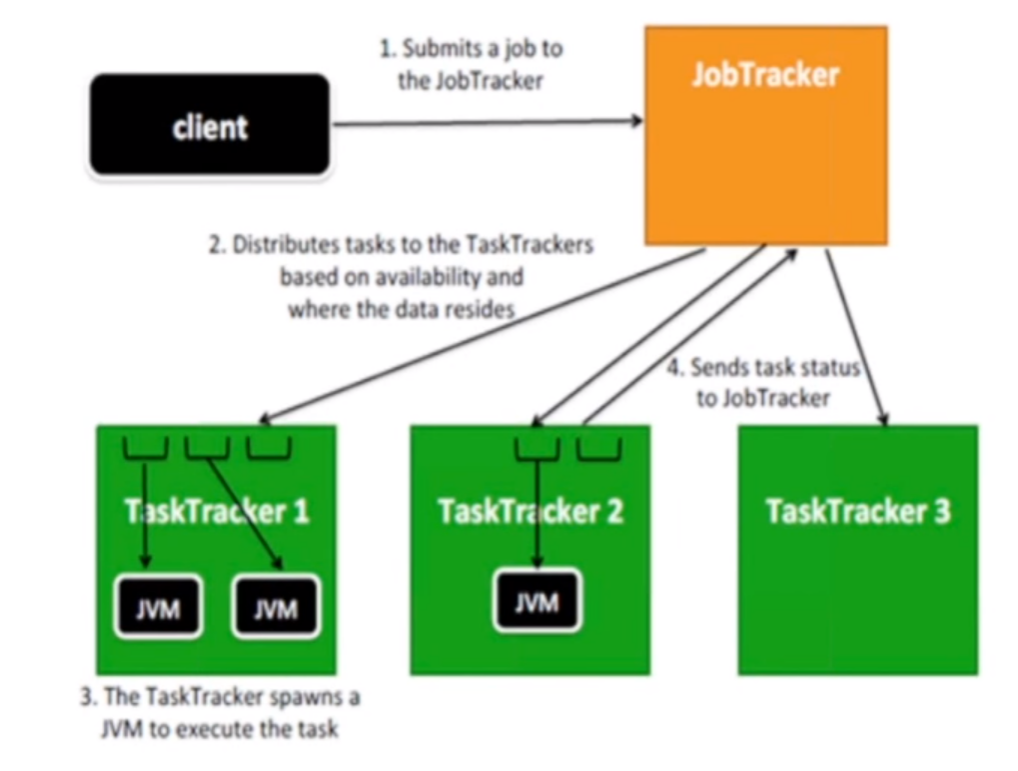 1. Submits a job to
the JobTracker
JobTracker
client
2. Distributes tasks to the TaskTrackers
based on availability and
where the data resides
4. Sends task status
to JobTracker
TaskTracker 1
TaskTracker 2
TaskTracker 3
JVM
JVM
JVM
3. The TaskTracker spawns a
JVM to execute the task